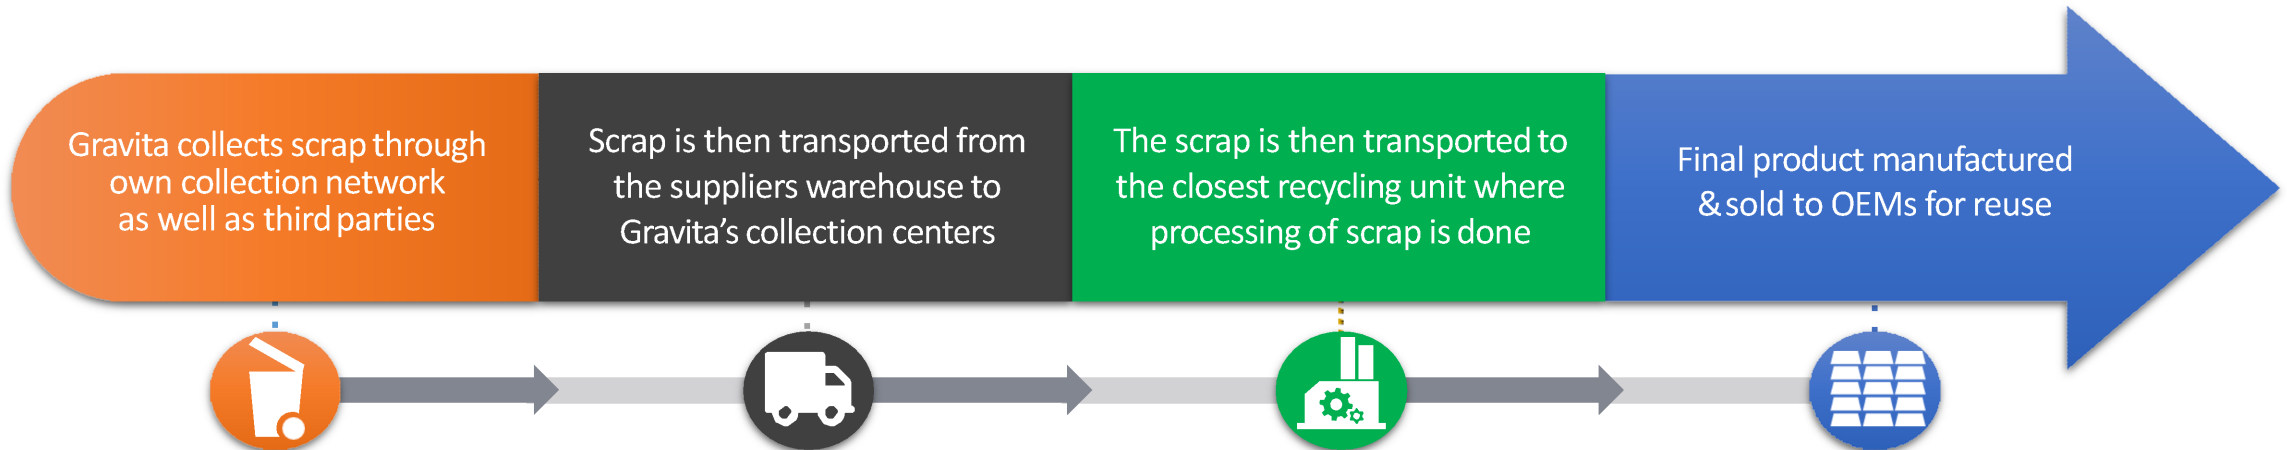 Gravita collects scrap through
own collection network
as well as third parties
Scrap is then transported from
the suppliers warehouse to
Gravita's collection centers
The scrap is then transported to
the closest recycling unit where
processing of scrap is done
Final product manufactured
& sold to OEMs for reuse